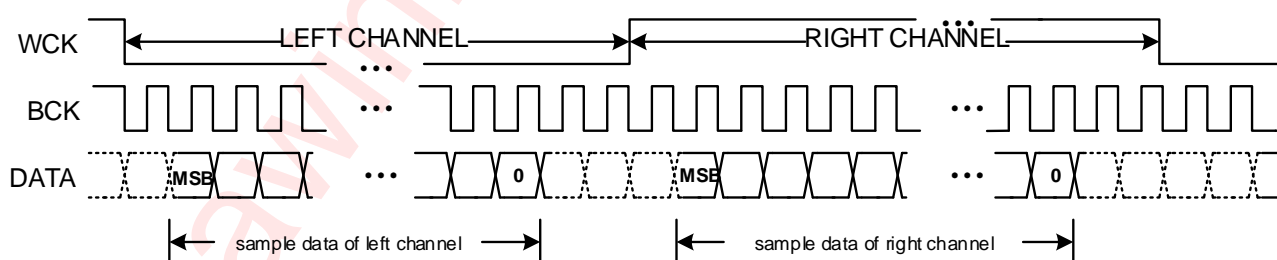 WCK
LEFT CHANNEL
RIGHT CHANNEL
BCK
DATA
MSB
0
MSB
0
sample data of left channel
sample data of right channel